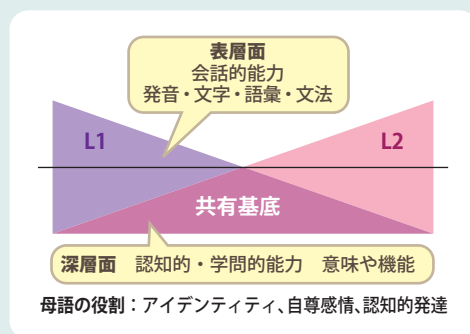 表層面
会話的能力
発音・文字・語彙・文法
L1
L2
共有基底
深層面　認知的・学問的能力　意味や機能
母語の役割：アイデンティティ、自尊感情、認知的発達